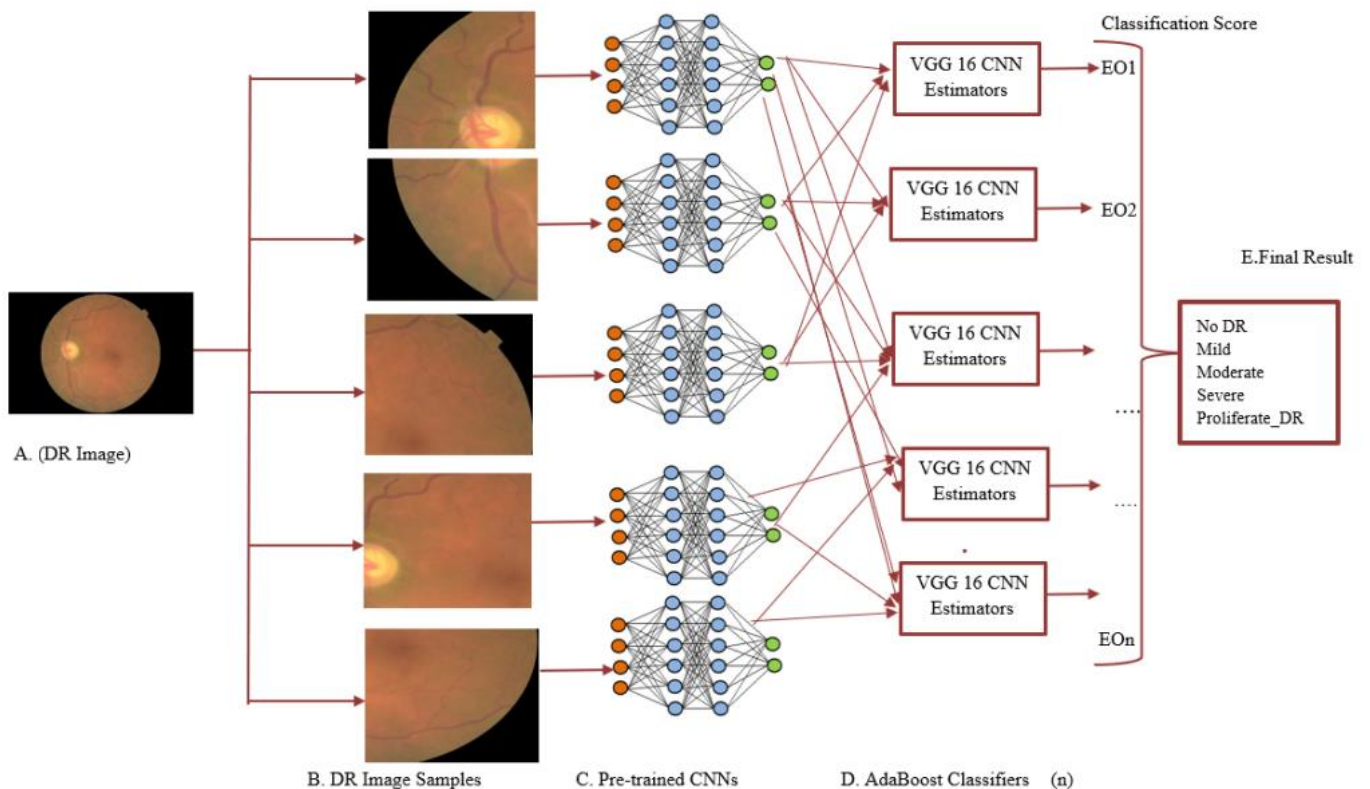 Classification Score
VGG 16 CNN
Estimators
EO1
VGG 16 CNN
Estimators
EO2
E.Final Result
VGG 16 CNN
Estimators
No DR
Mild
Moderate
Severe
Proliferate_DR
....
A. (DR Image)
VGG 16 CNN
Estimators
....
VGG 16 CNN
Estimators
EOn
B. DR Image Samples
C. Pre-trained CNNs
D. AdaBoost Classifiers (n)